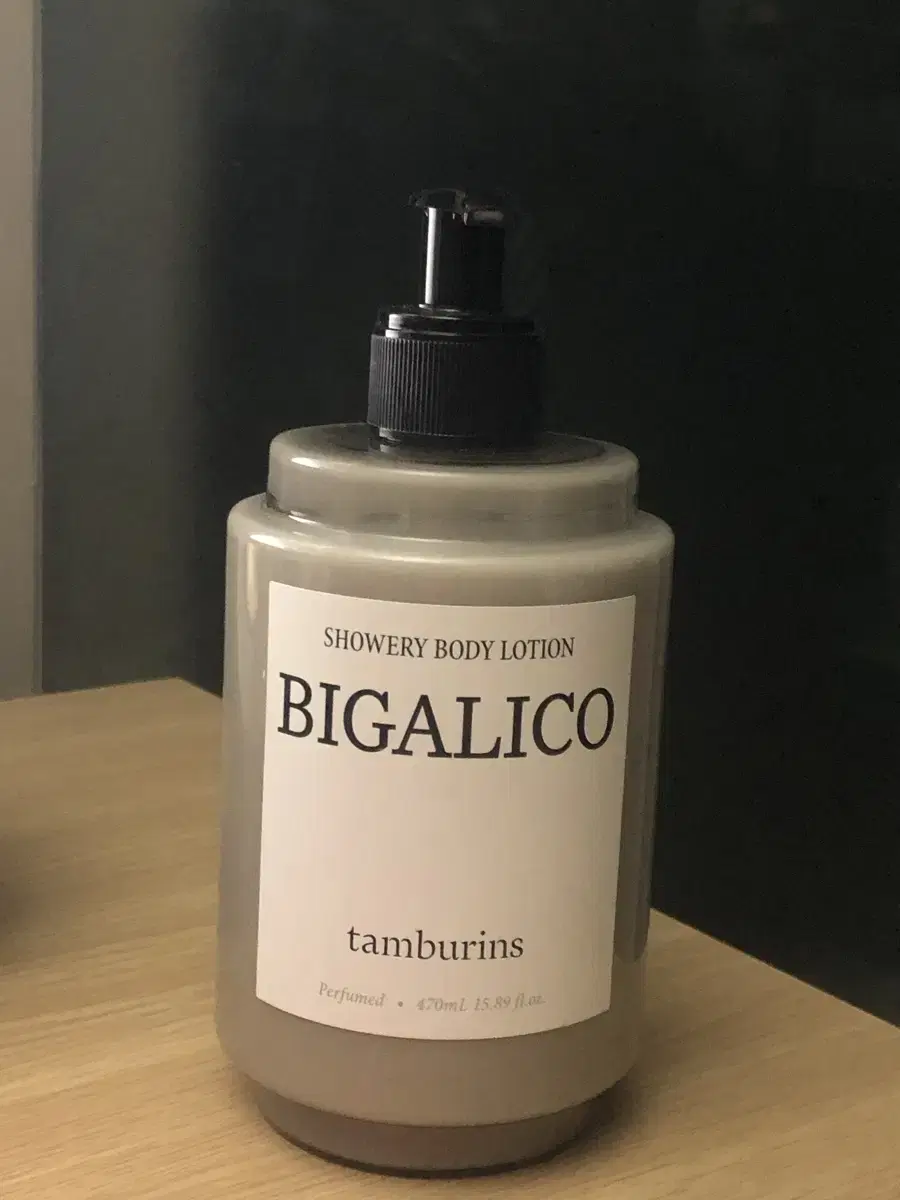 SHOWERY BODY LOTION
BIGALICO
tamburins
Perfumed • 470mL 15.89 fl.oz.